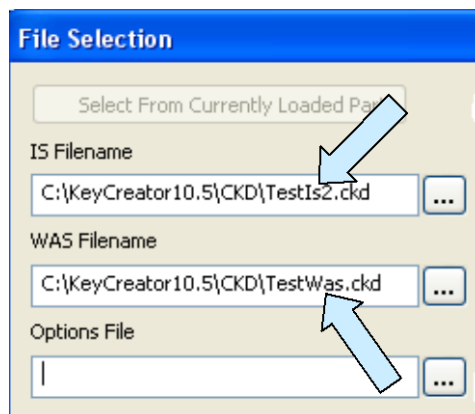 File Selection
Select From Currently Loaded Part
IS Filename
C:\KeyCreator10.5\CKD\TestIs2.ckd
...
WAS Filename
C:\KeyCreator10.5\CKD\TestWas.ckd
...
Options File
...